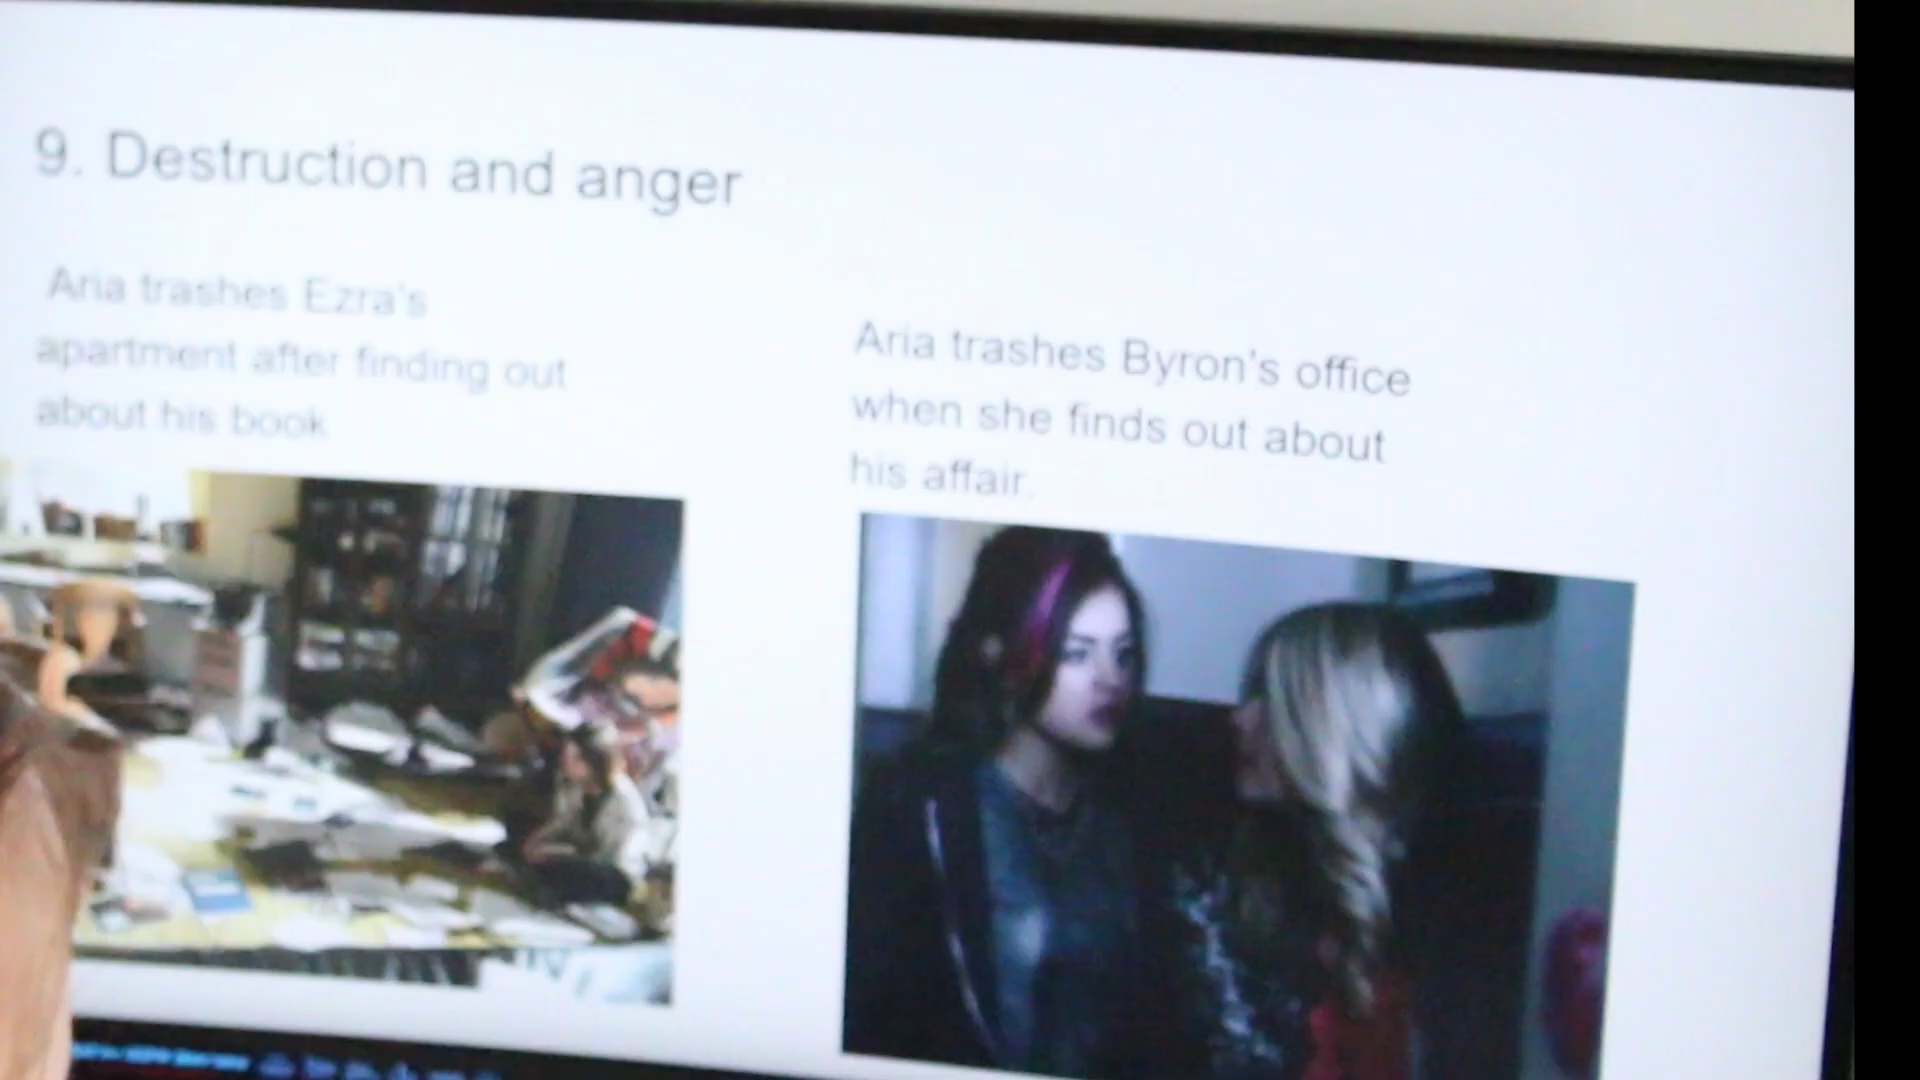 9. Destruction and anger
Aria trashes Ezra's
apartment after finding out
about his book
Aria trashes Byron's office
when she finds out about
his affair.